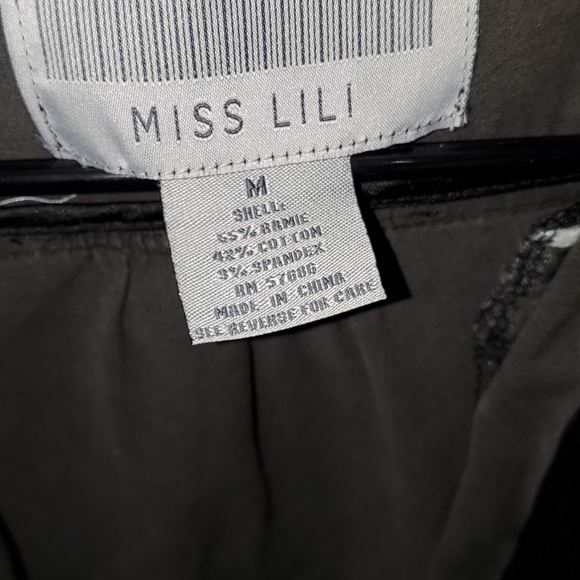 MISS LILI
M
SHELL:
55% RAMIE
42% COTTON
3% SPANDEX
RN 57686
MADE IN CHINA
SEE REVERSE FOR CARE